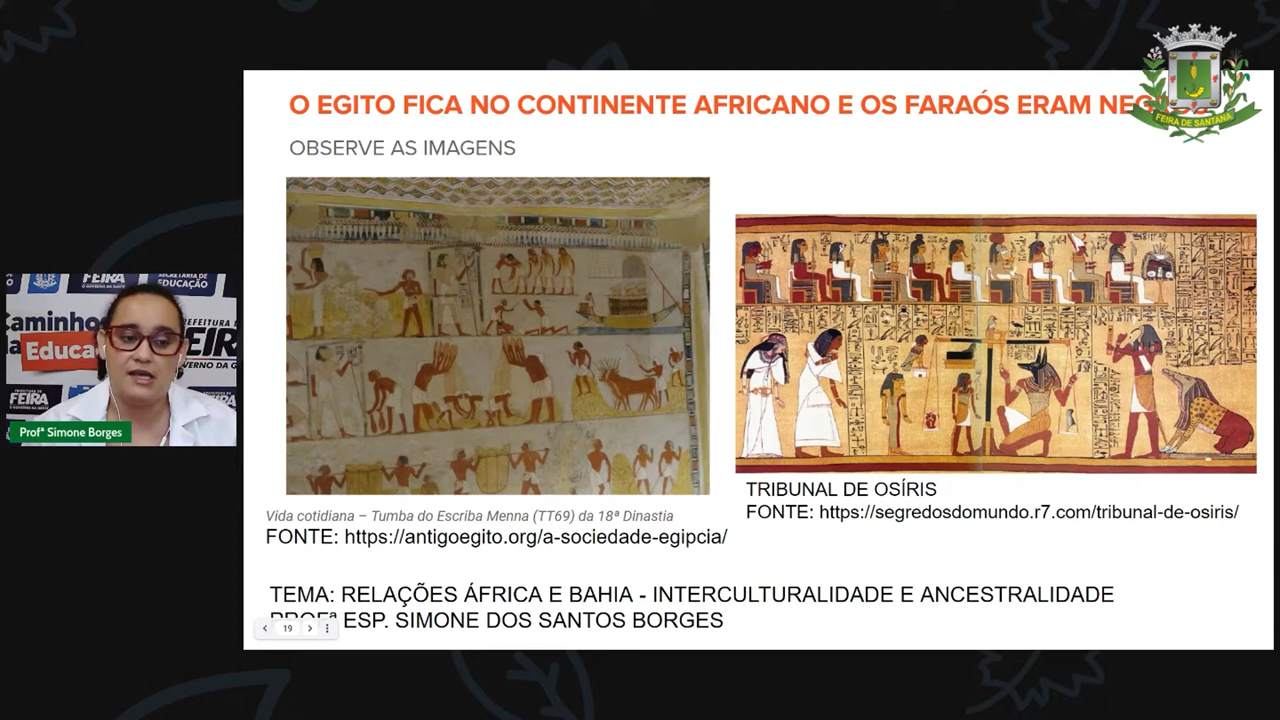 O EGITO FICA NO CONTINENTE AFRICANO E OS FARAÓS ERAM
FEIRA DE SANTANA
OBSERVE AS IMAGENS
Vida cotidiana – Tumba do Escriba Menna (TT69) da 18ª Dinastia
FONTE: https://antigoegito.org/a-sociedade-egipcia/
TRIBUNAL DE OSÍRIS
FONTE: https://segredosdomundo.r7.com/tribunal-de-osiris/
TEMA: RELAÇÕES ÁFRICA E BAHIA - INTERCULTURALIDADE E ANCESTRALIDADE
PROFª ESP. SIMONE DOS SANTOS BORGES
19
FEIRA
SECRETARIA DE
EDUCAÇÃO
Caminho
Educa
FEIRA
Profª Simone Borges